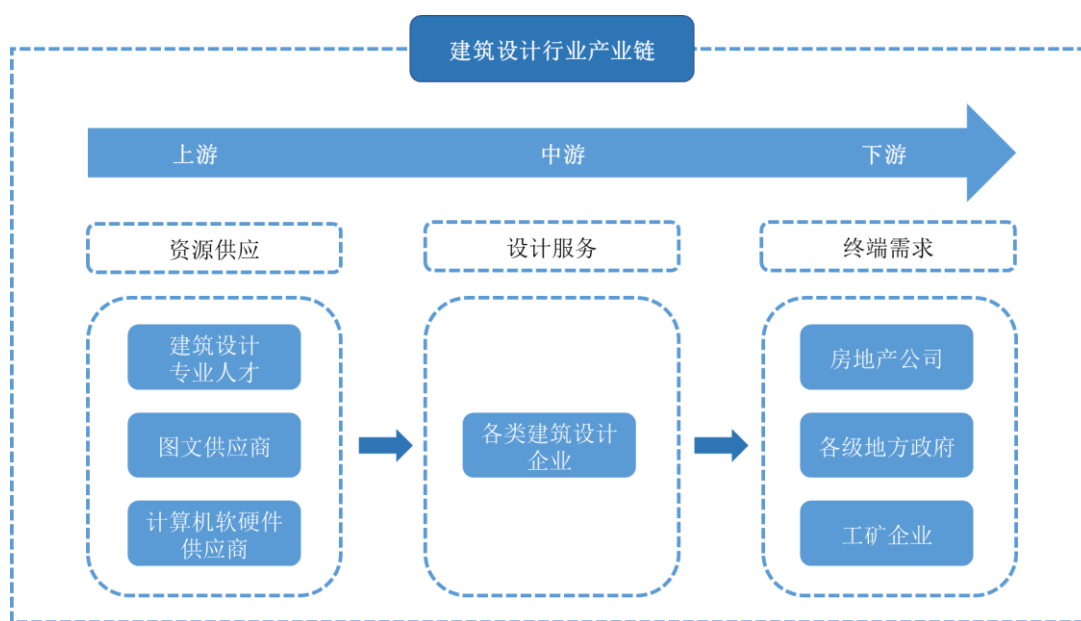 建筑设计行业产业链
上游
中游
下游
资源供应
设计服务
终端需求
建筑设计
专业人才
图文供应商
计算机软硬件
供应商
各类建筑设计
企业
房地产公司
各级地方政府
工矿企业